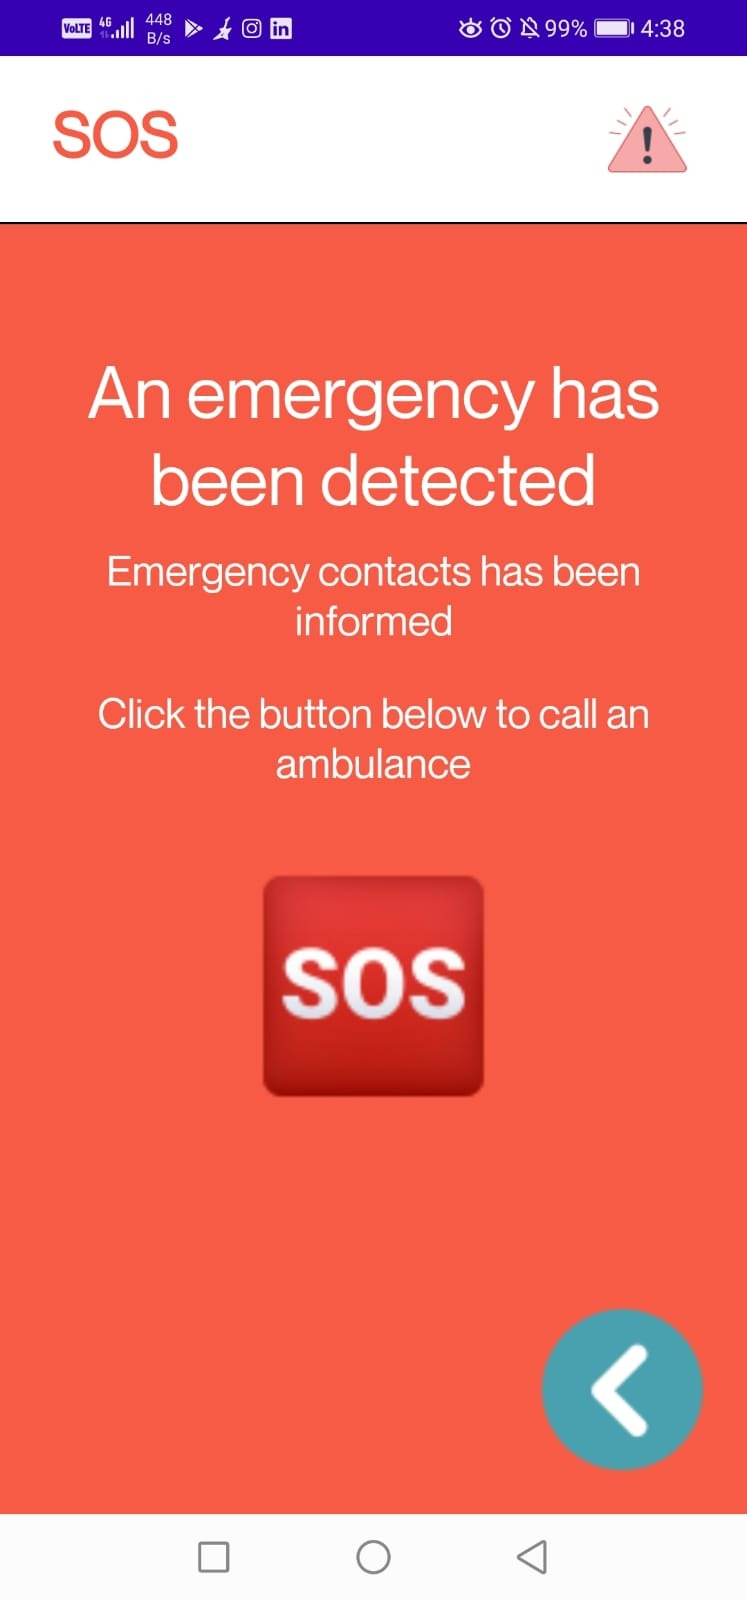 VoLTE 4G 448 B/s 99% 4:38
SOS
An emergency has
been detected
Emergency contacts has been
informed
Click the button below to call an
ambulance
SOS